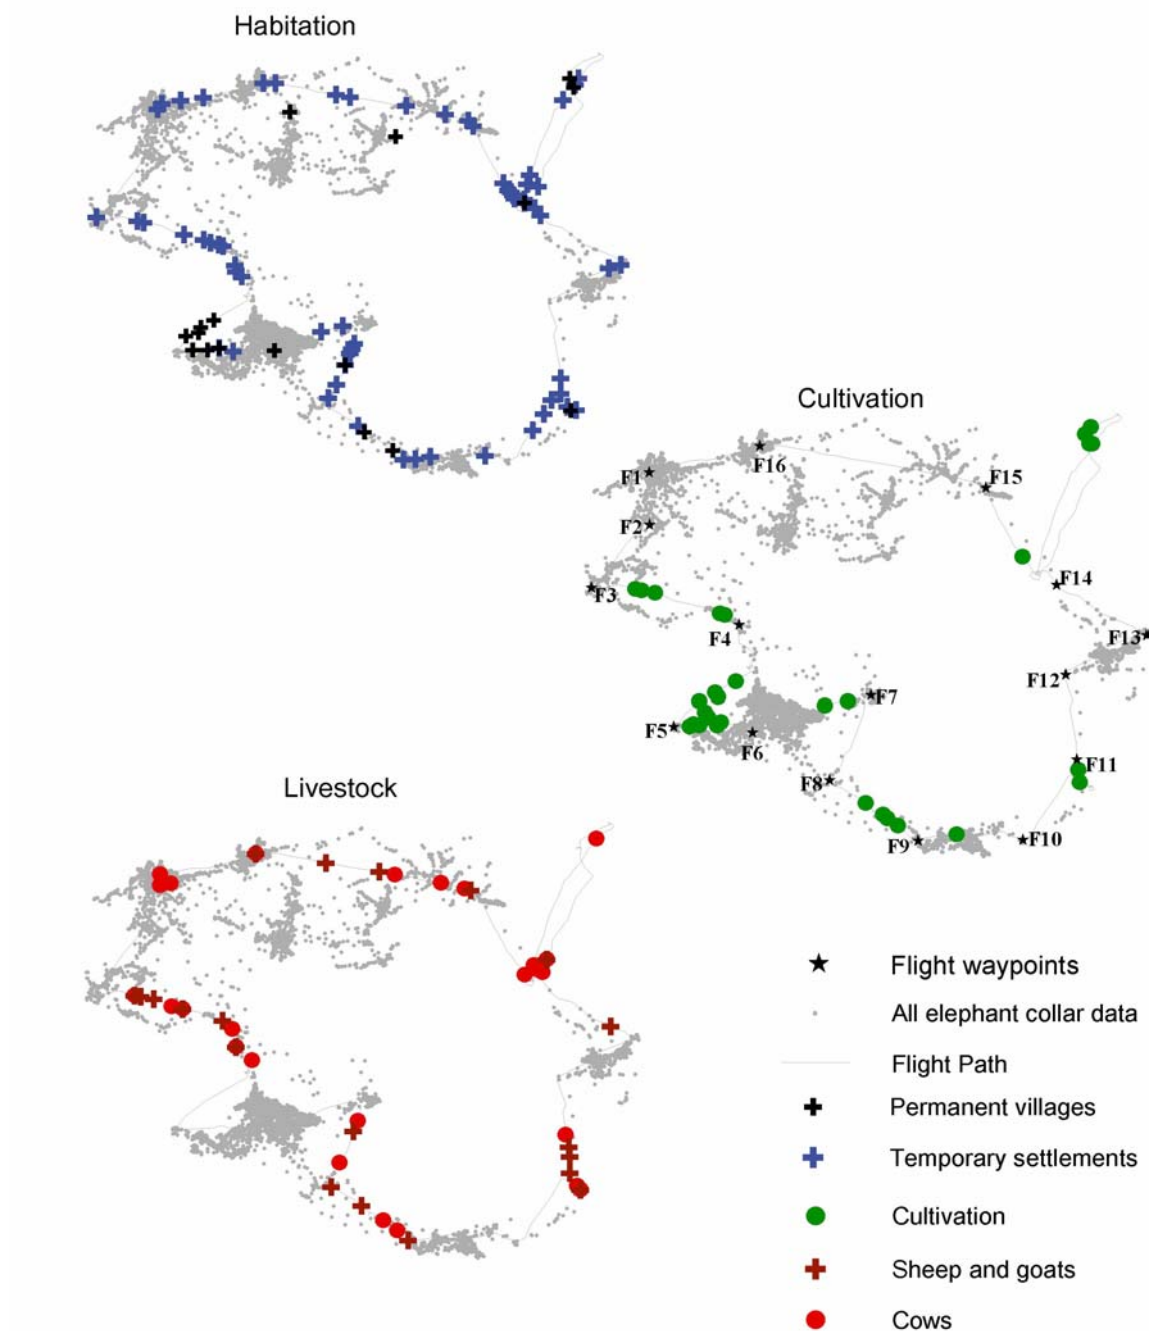 Habitation
Cultivation
F1
F16
F15
F2
F3
F14
F4
F13
F12
F7
F5
F6
F11
F8
F9
F10
Livestock
Flight waypoints
All elephant collar data
Flight Path
Permanent villages
Temporary settlements
Cultivation
Sheep and goats
Cows